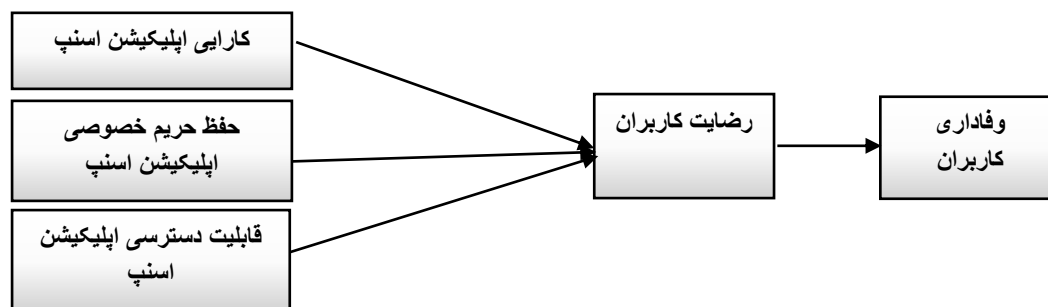 کارایی اپلیکیشن اسنپ
حفظ حریم خصوصی
اپلیکیشن اسنپ
قابلیت دسترسی اپلیکیشن
اسنپ
رضایت کاربران
وفاداری
کاربران